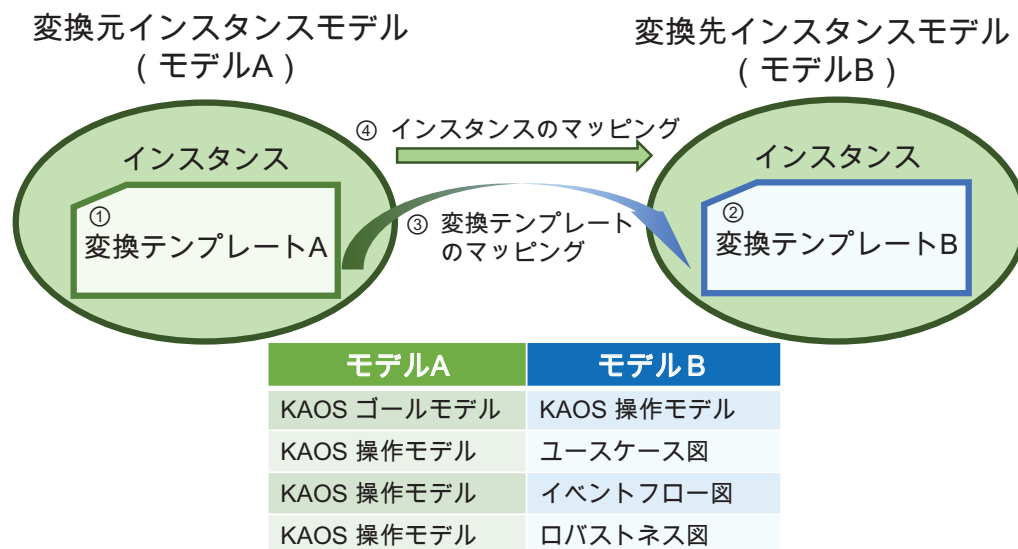 変換元インスタンスモデル
（モデルA）
変換先インスタンスモデル
（モデルB）
④ インスタンスのマッピング
インスタンス
インスタンス
①
変換テンプレートA
③ 変換テンプレート
のマッピング
②
変換テンプレートB
モデルA モデルB
KAOS ゴールモデル KAOS 操作モデル
KAOS 操作モデル ユースケース図
KAOS 操作モデル イベントフロー図
KAOS 操作モデル ロバストネス図